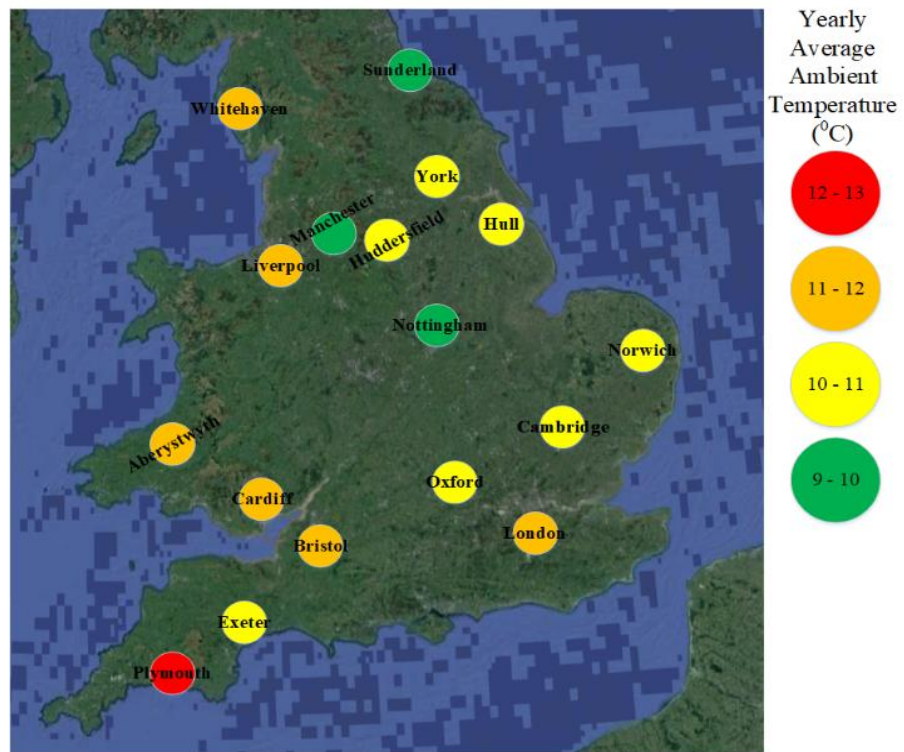 Yearly
Average
Ambient
Temperature
(⁰C)
12 - 13
11 - 12
10 - 11
9 - 10
Sunderland
Whitehaven
York
Manchester
Huddersfield
Hull
Liverpool
Nottingham
Norwich
Cambridge
Aberystwyth
Oxford
Cardiff
London
Bristol
Exeter
Plymouth